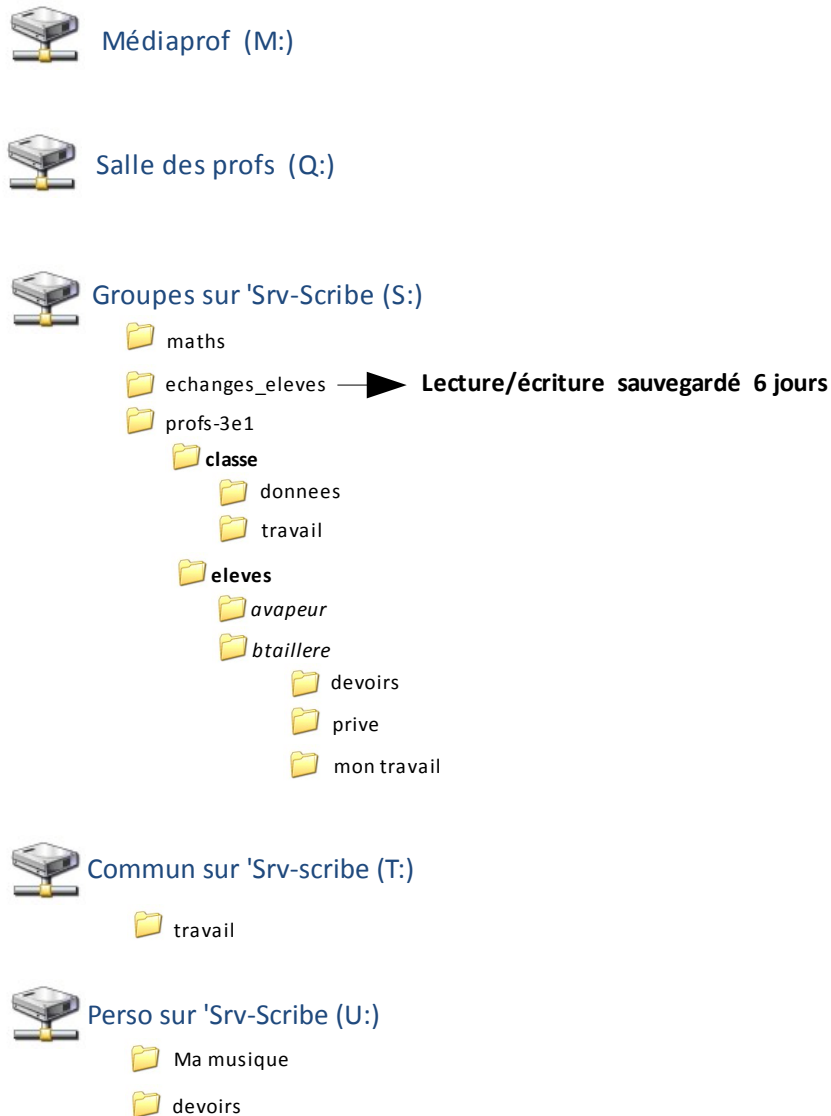 Médiaprof (M:)
Salle des profs (Q:)
Groupes sur 'Srv-Scribe (S:)
maths
echanges_eleves Lecture/écriture sauvegardé 6 jours
profs-3e1
classe
donnees
travail
eleves
avapeur
btaillere
devoirs
prive
mon travail
Commun sur 'Srv-scribe (T:)
travail
Perso sur 'Srv-Scribe (U:)
Ma musique
devoirs